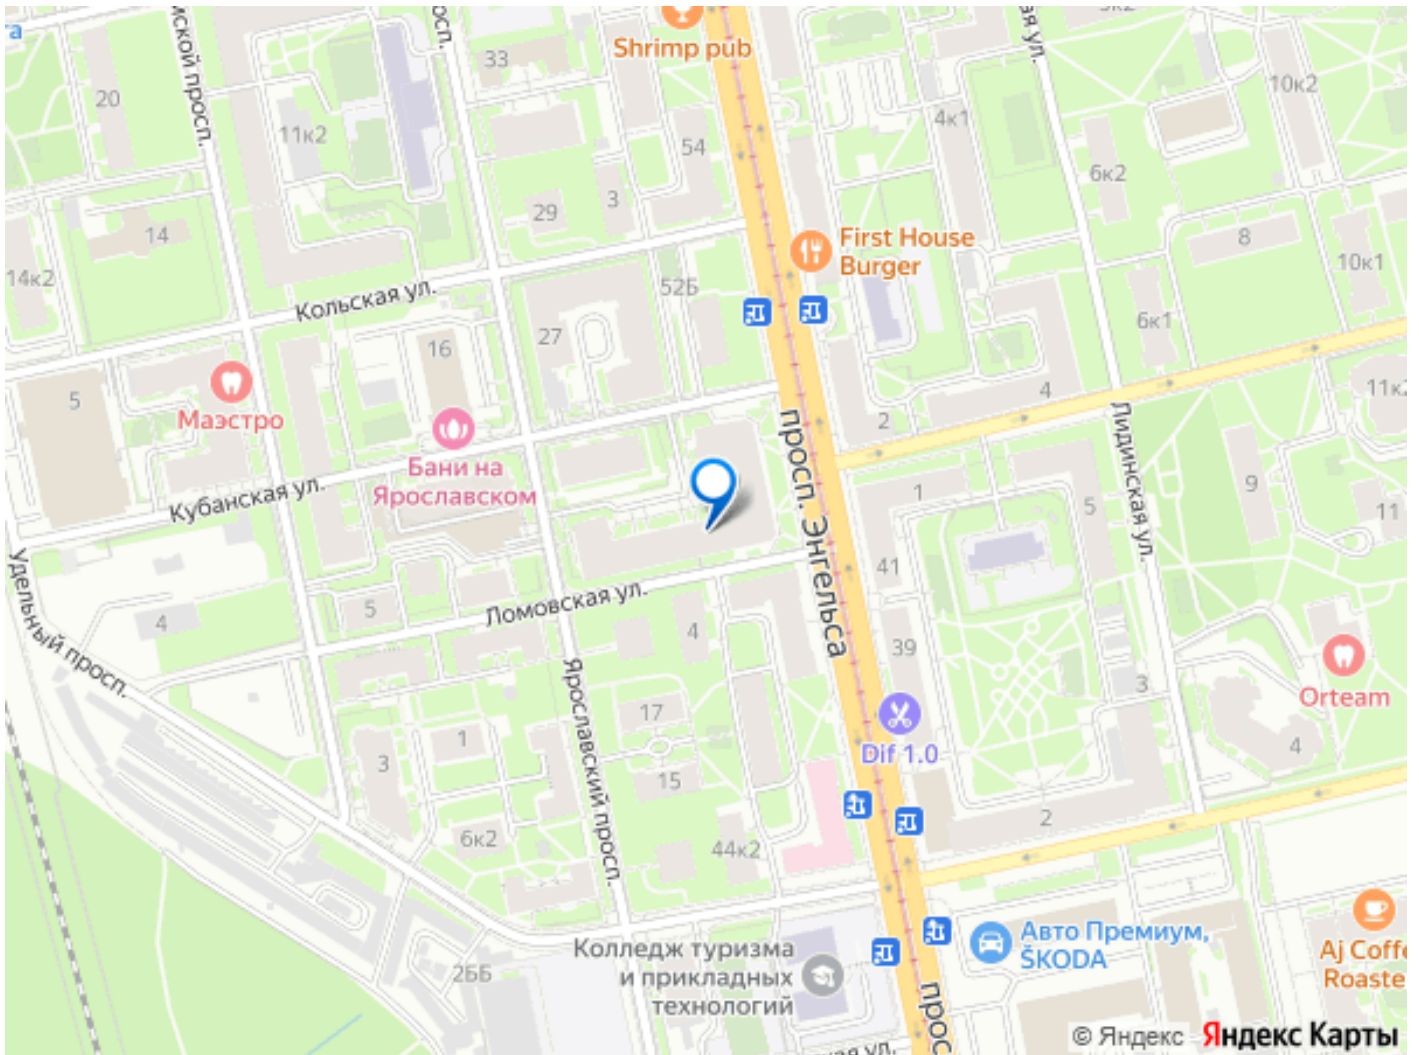 Shrimp pub
33
20
11к2
54
4к1
10к2
6к2
29
3
14
8
14к2
First House
Burger
10к1
52Б
Кольская ул.
27
16
6к1
5
Маэстро
4
11к2
2
просп. Энгельса
Лидинская ул.
Бани на
Ярославском
Кубанская ул.
1
5
9
11
41
Удельный просп.
Ломовская ул.
5
4
4
39
3
Orteam
Ярославский просп.
17
1
3
Dif 1.0
4
15
2
6к2
44к2
Колледж туризма
и прикладных
технологий
26Б
Авто Премиум,
ŠKODA
Aj Coffe
Roaste
© Яндекс Яндекс Карты